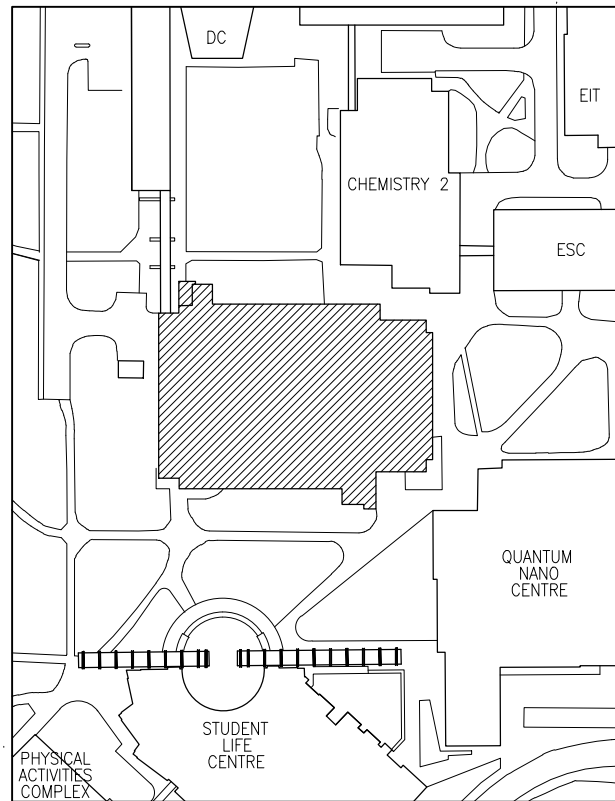 DC
EIT
CHEMISTRY 2
ESC
QUANTUM
NANO
CENTRE
STUDENT
LIFE
CENTRE
PHYSICAL
ACTIVITIES
COMPLEX